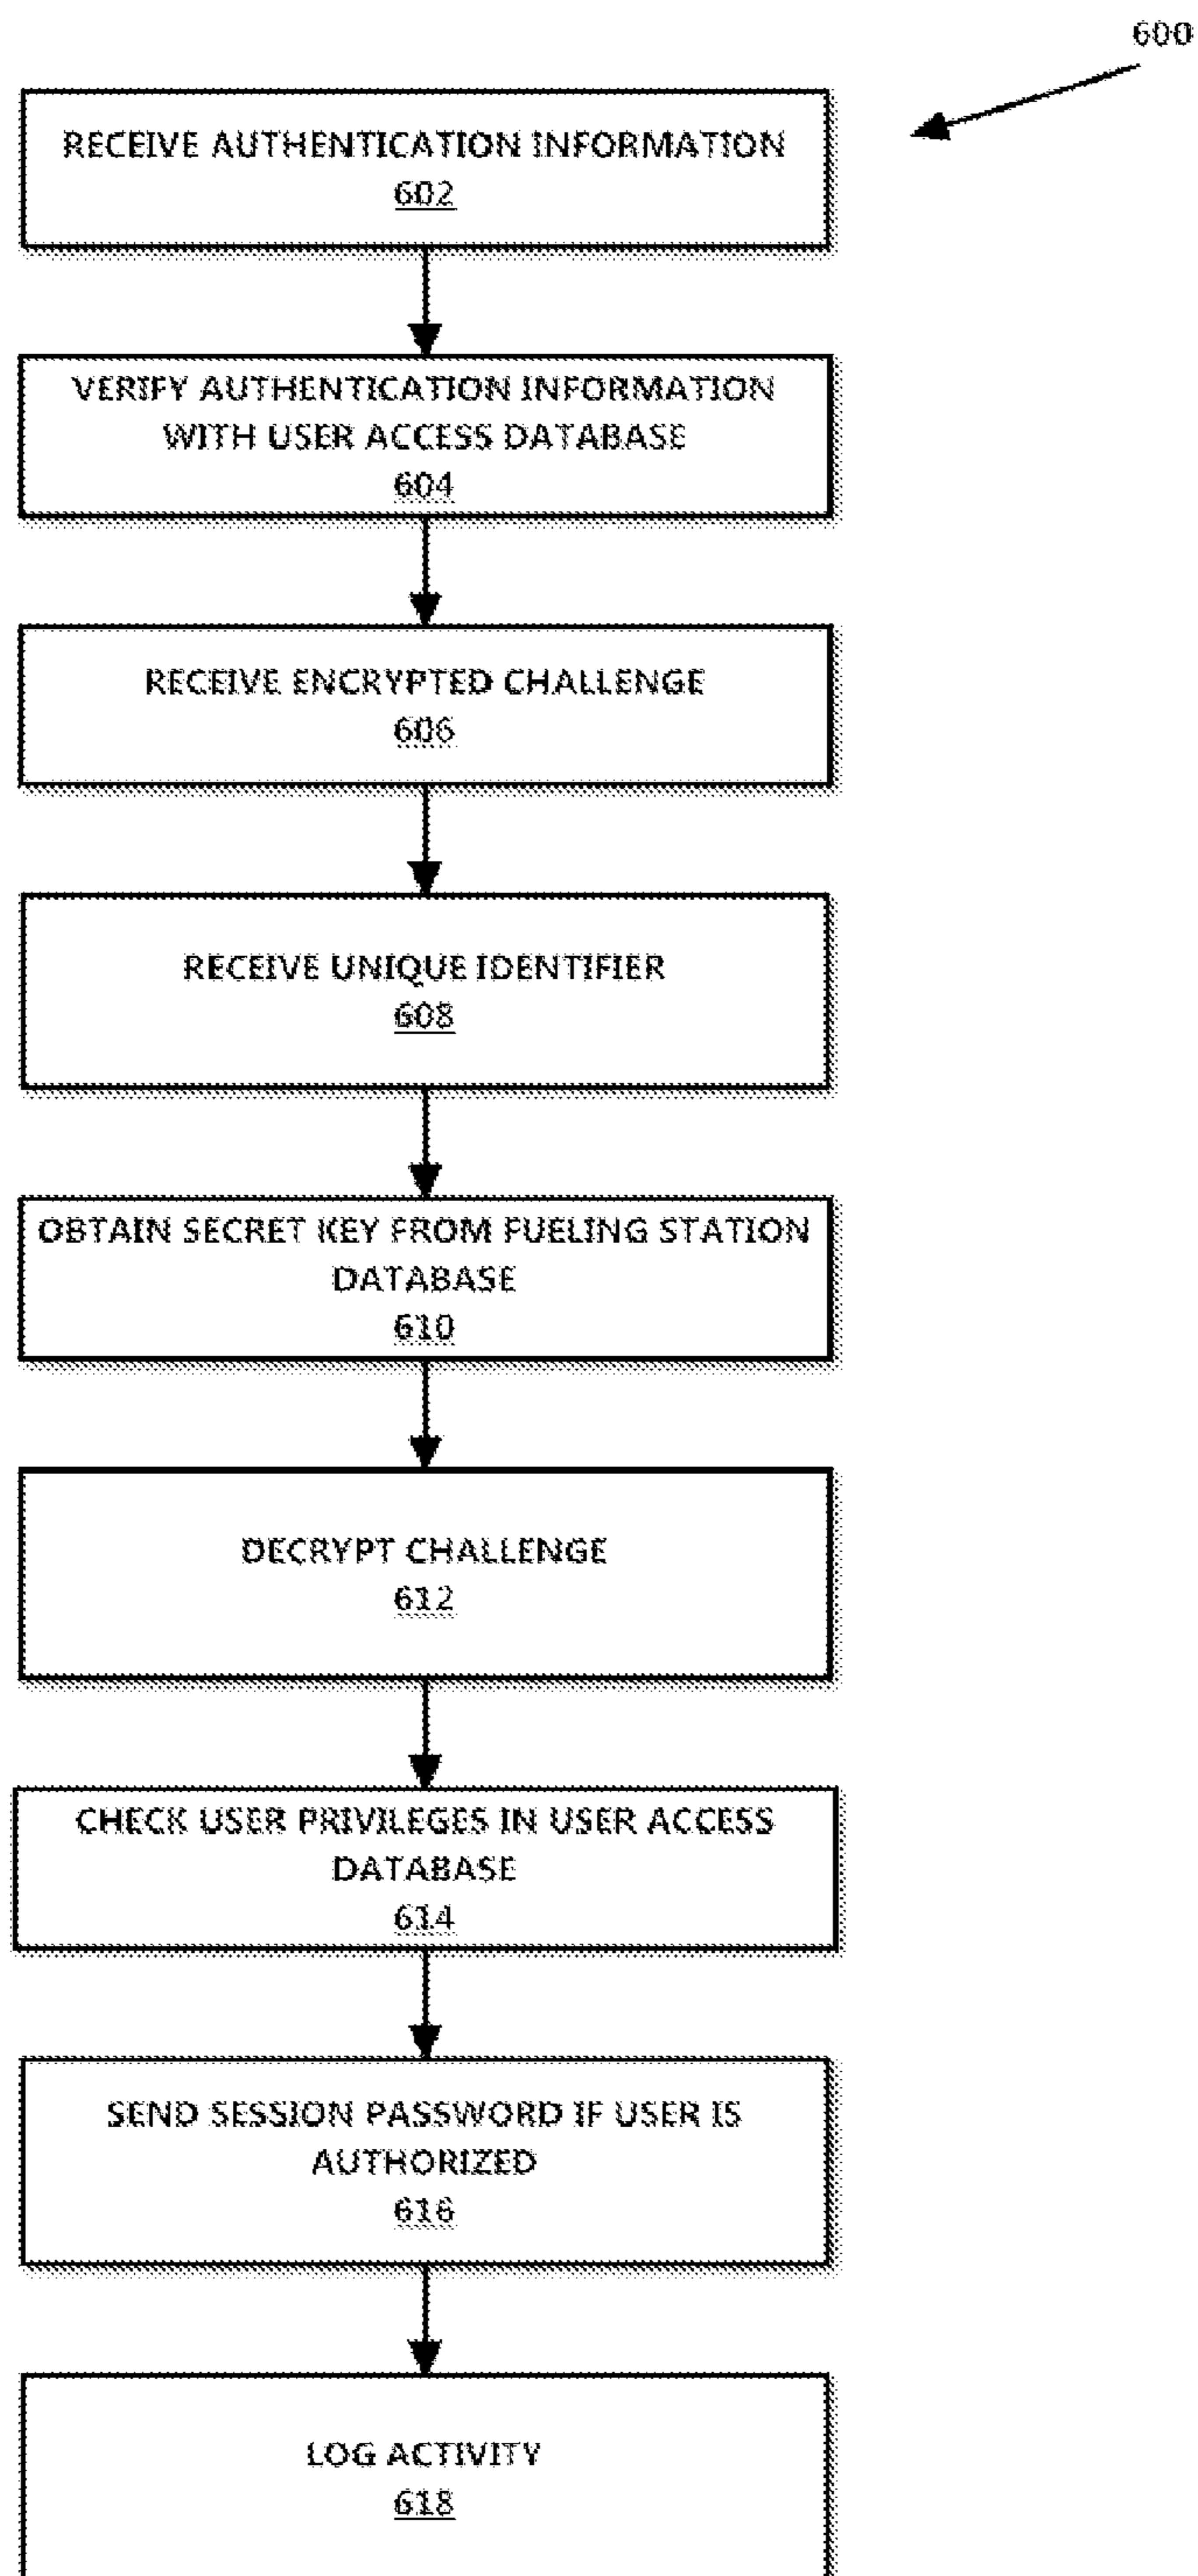 600
RECEIVE AUTHENTICATION INFORMATION
602
VERIFY AUTHENTICATION INFORMATION
WITH USER ACCESS DATABASE
604
RECEIVE ENCRYPTED CHALLENGE
606
RECEIVE UNIQUE IDENTIFIER
608
OBTAIN SECRET KEY FROM FUELING STATION
DATABASE
610
DECRYPT CHALLENGE
612
CHECK USER PRIVILEGES IN USER ACCESS
DATABASE
614
SEND SESSION PASSWORD IF USER IS
AUTHORIZED
616
LOG ACTIVITY
618